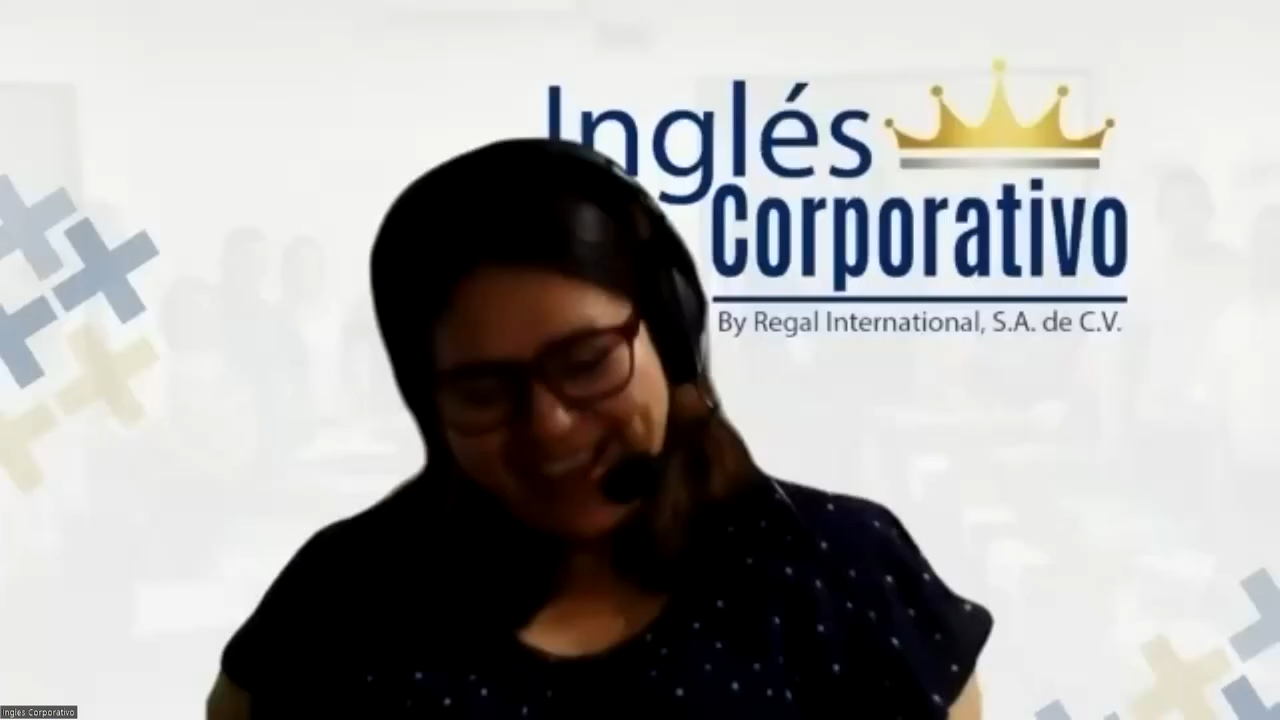 Inglés
Corporativo
By Regal International, S.A. de C.V.
Ingles Corporativo